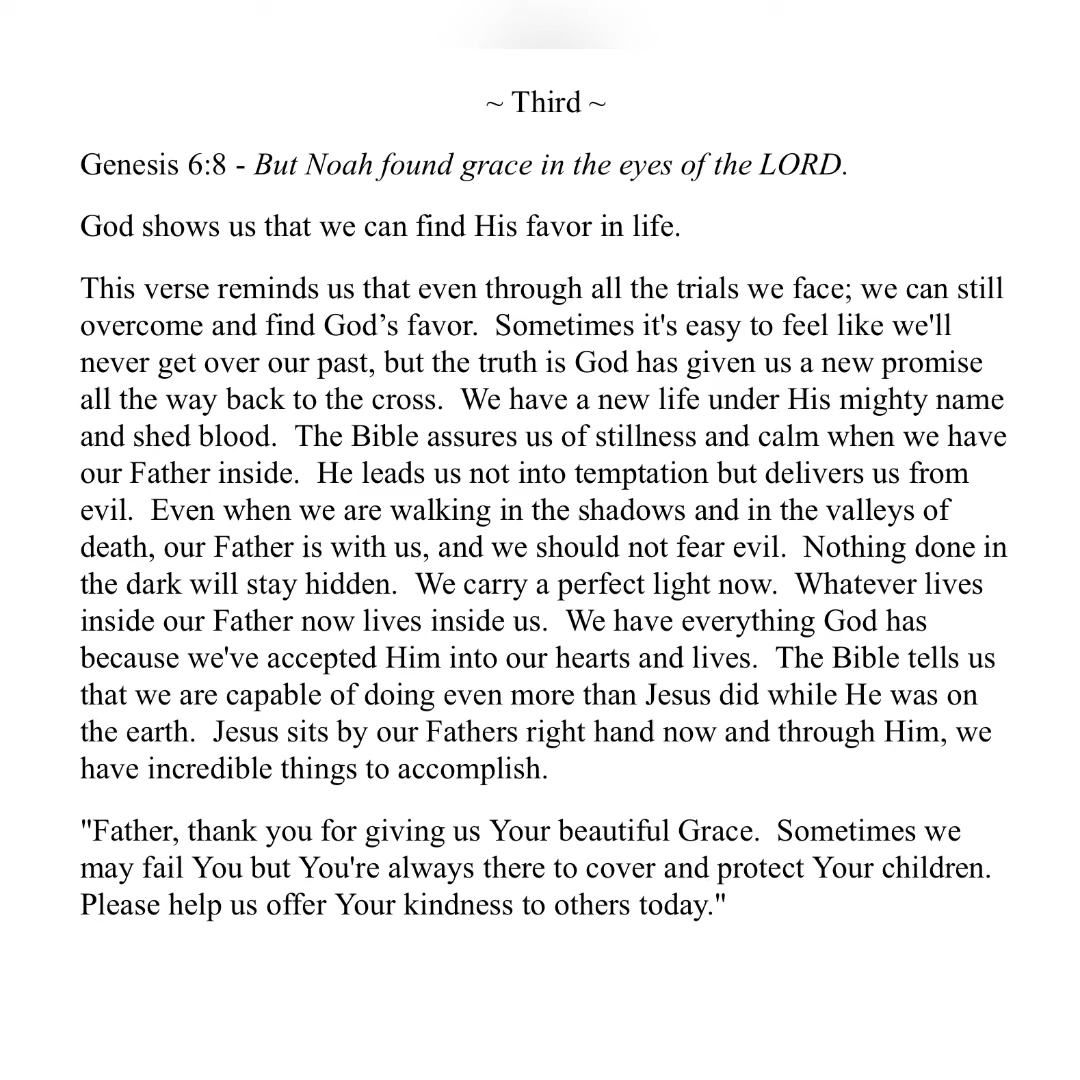 ~ Third ~
Genesis 6:8 - But Noah found grace in the eyes of the LORD.
God shows us that we can find His favor in life.
This verse reminds us that even through all the trials we face; we can still
overcome and find God’s favor.  Sometimes it's easy to feel like we'll
never get over our past, but the truth is God has given us a new promise
all the way back to the cross.  We have a new life under His mighty name
and shed blood.  The Bible assures us of stillness and calm when we have
our Father inside.  He leads us not into temptation but delivers us from
evil.  Even when we are walking in the shadows and in the valleys of
death, our Father is with us, and we should not fear evil.  Nothing done in
the dark will stay hidden.  We carry a perfect light now.  Whatever lives
inside our Father now lives inside us.  We have everything God has
because we've accepted Him into our hearts and lives.  The Bible tells us
that we are capable of doing even more than Jesus did while He was on
the earth.  Jesus sits by our Fathers right hand now and through Him, we
have incredible things to accomplish.
"Father, thank you for giving us Your beautiful Grace.  Sometimes we
may fail You but You're always there to cover and protect Your children.
Please help us offer Your kindness to others today."